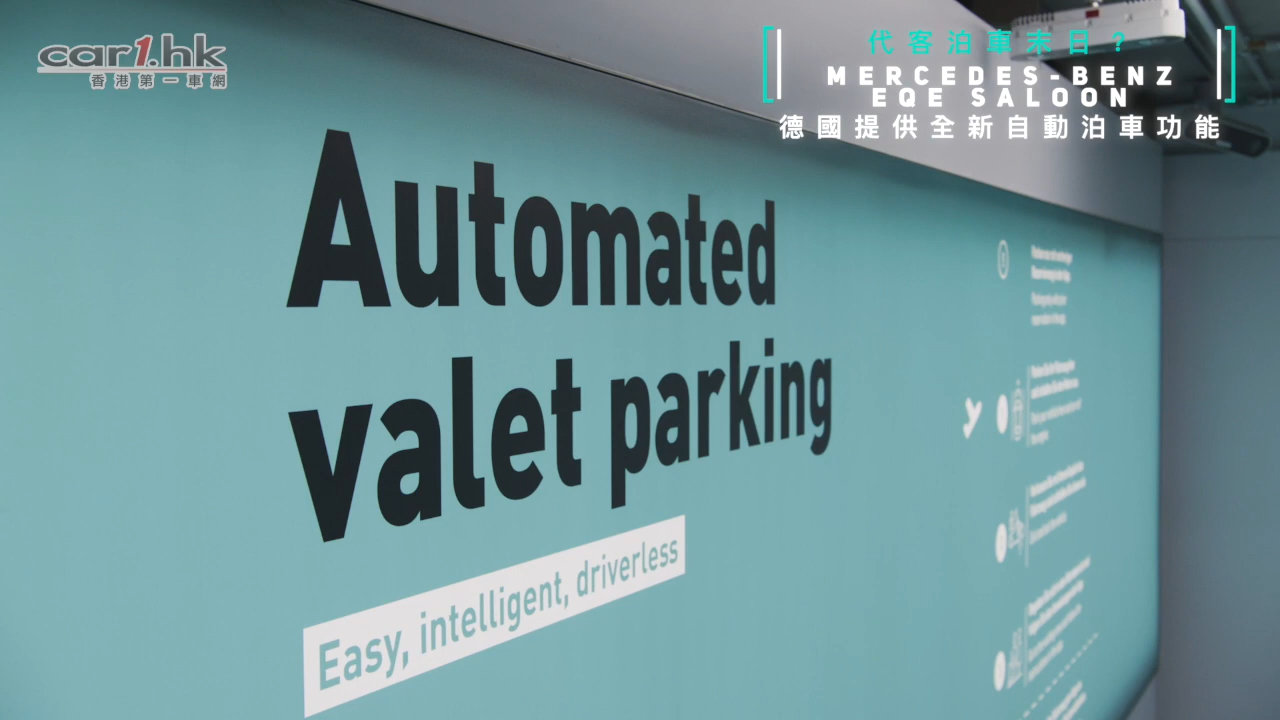 car1.hk
香港第一車網
代客泊車末日？
MERCEDES-BENZ
EQE SALOON
德國提供全新自動泊車功能
Automated
valet parking
Easy, intelligent, driverless